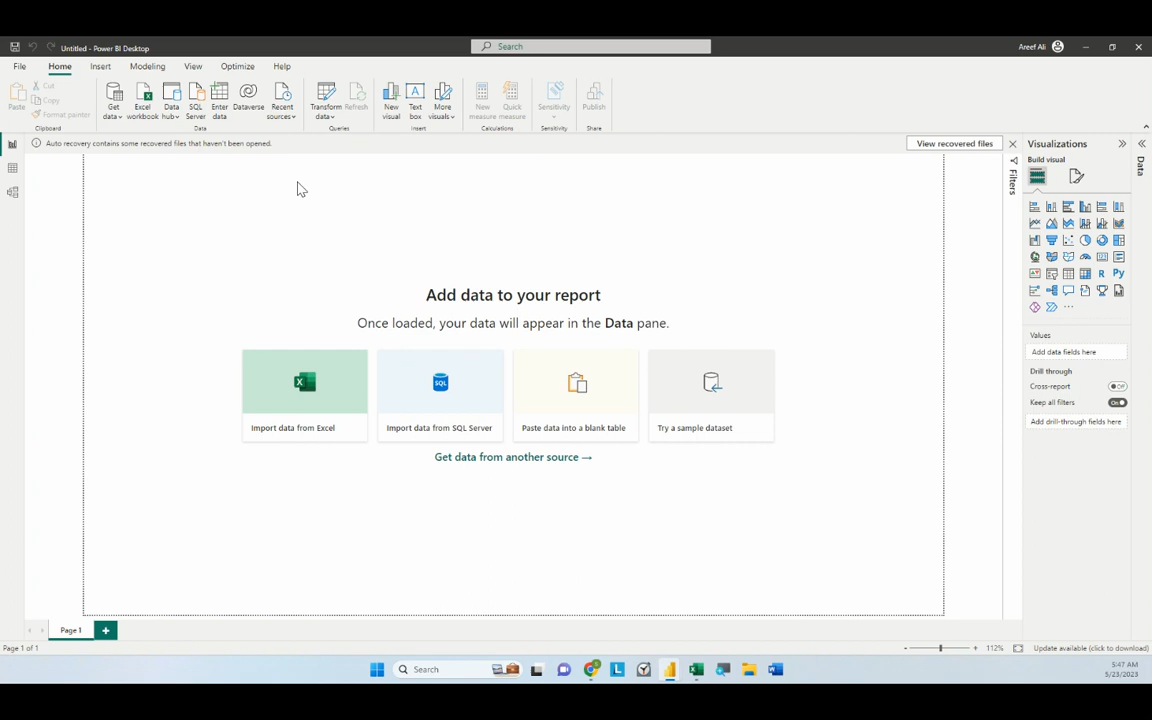 Untitled - Power BI Desktop
Search
Areef Ali
File Home Insert Modeling View Optimize Help
Paste
Cut
Copy
Format painter
Clipboard
Get data
Excel workbook
Data hub
SQL Server
Enter data
Dataverse
Recent sources
Data
Transform data
Refresh
Queries
New visual
Text box
More visuals
Insert
New measure
Quick measure
Calculations
Sensitivity
Sensitivity
Publish
Share
Auto recovery contains some recovered files that haven't been opened.
View recovered files
Filters
Visualizations
Build visual
Data
R
Py
123
Add data to your report
Once loaded, your data will appear in the Data pane.
SQL
Import data from Excel
Import data from SQL Server
Paste data into a blank table
Try a sample dataset
Get data from another source →
Values
Add data fields here
Drill through
Cross-report
Off
Keep all filters
On
Add drill-through fields here
Page 1
Page 1 of 1
112%
Update available (click to download)
Search
5:47 AM
5/23/2023